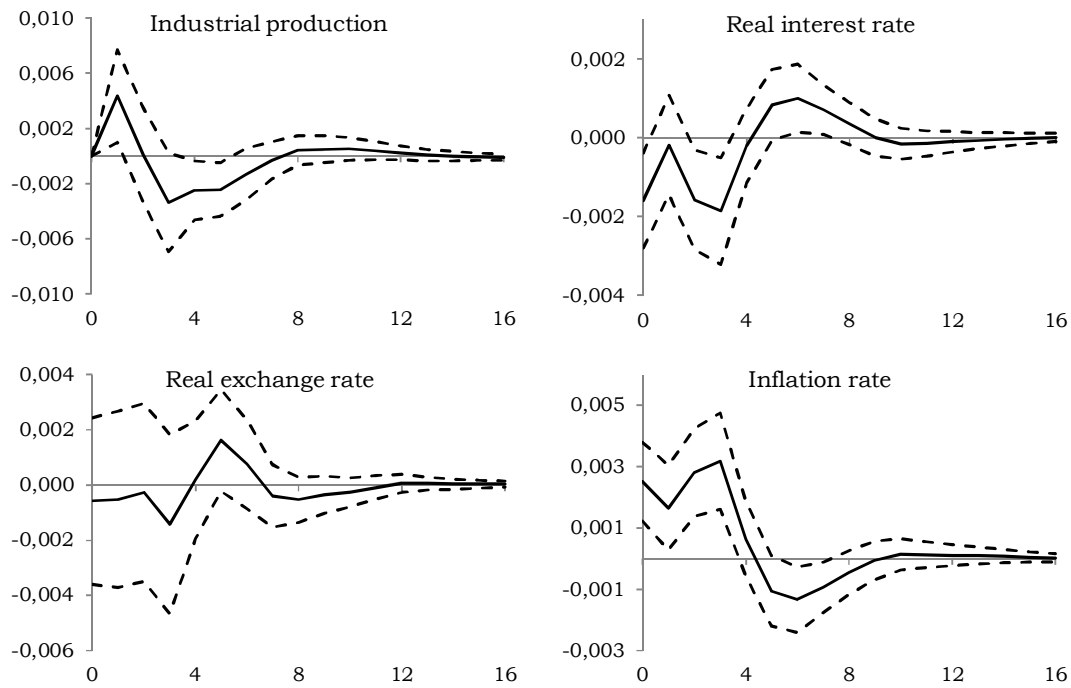 Industrial production
0,010
0,006
0,002
-0,002
-0,006
-0,010
0 4 8 12 16
Real interest rate
0,002
0,000
-0,002
-0,004
0 4 8 12 16
Real exchange rate
0,004
0,002
0,000
-0,002
-0,004
-0,006
0 4 8 12 16
Inflation rate
0,005
0,003
0,001
-0,001
-0,003
0 4 8 12 16